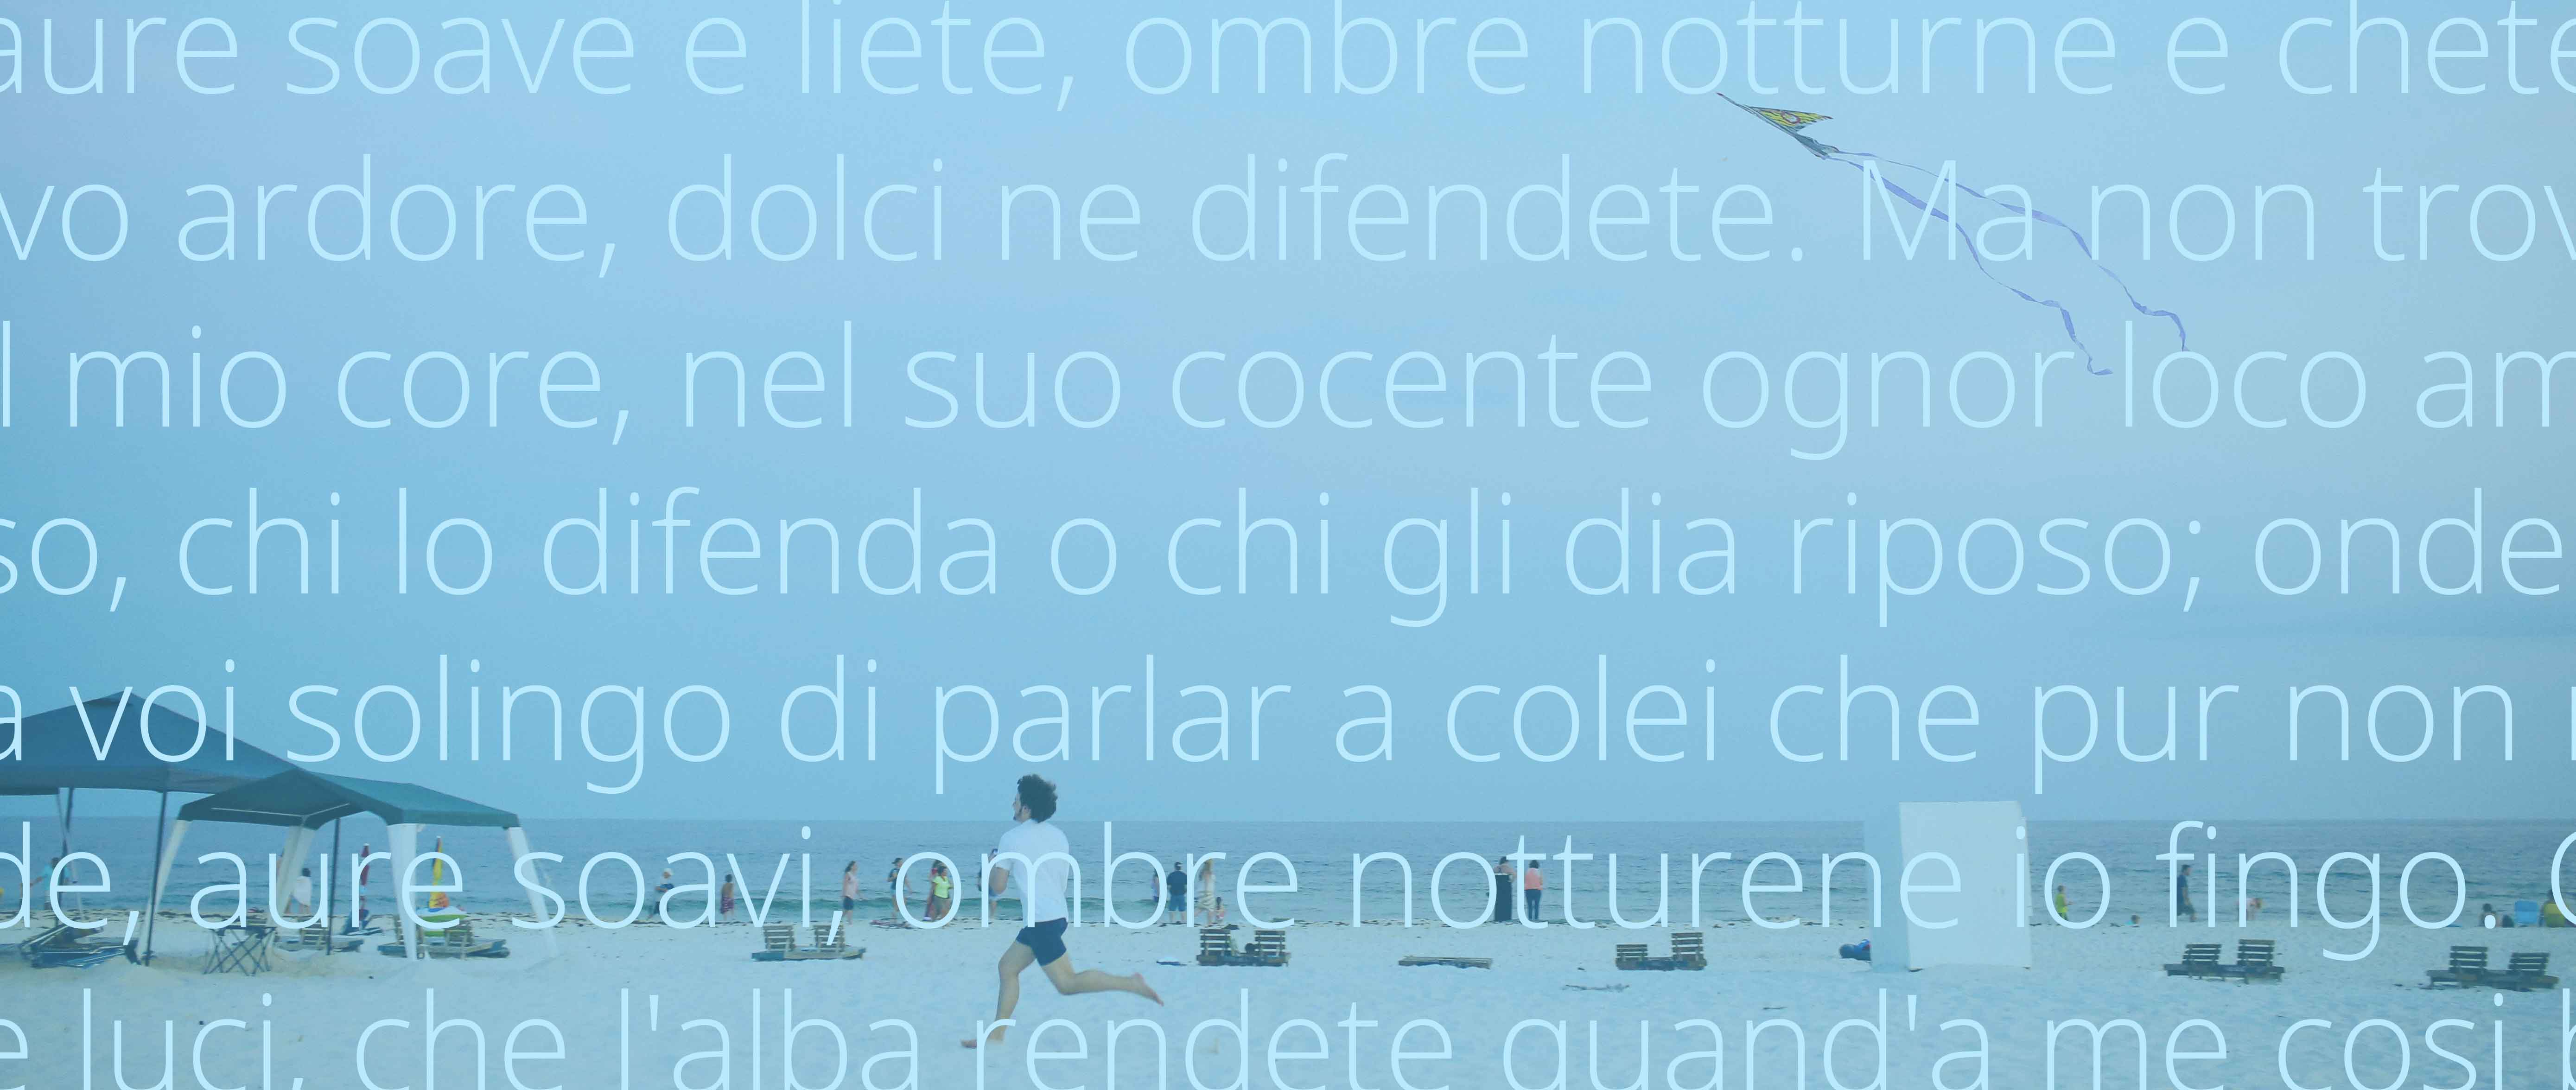 aure soave e liete, ombre notturne e chete
vo ardore, dolci ne difendete. Ma non trov
l mio core, nel suo cocente ognor loco am
so, chi lo difenda o chi gli dia riposo; onde
a voi solingo di parlar a colei che pur non
de, aure soavi, ombre notturene io fingo.
e luci, che l'alba rendete quand'a me cosi